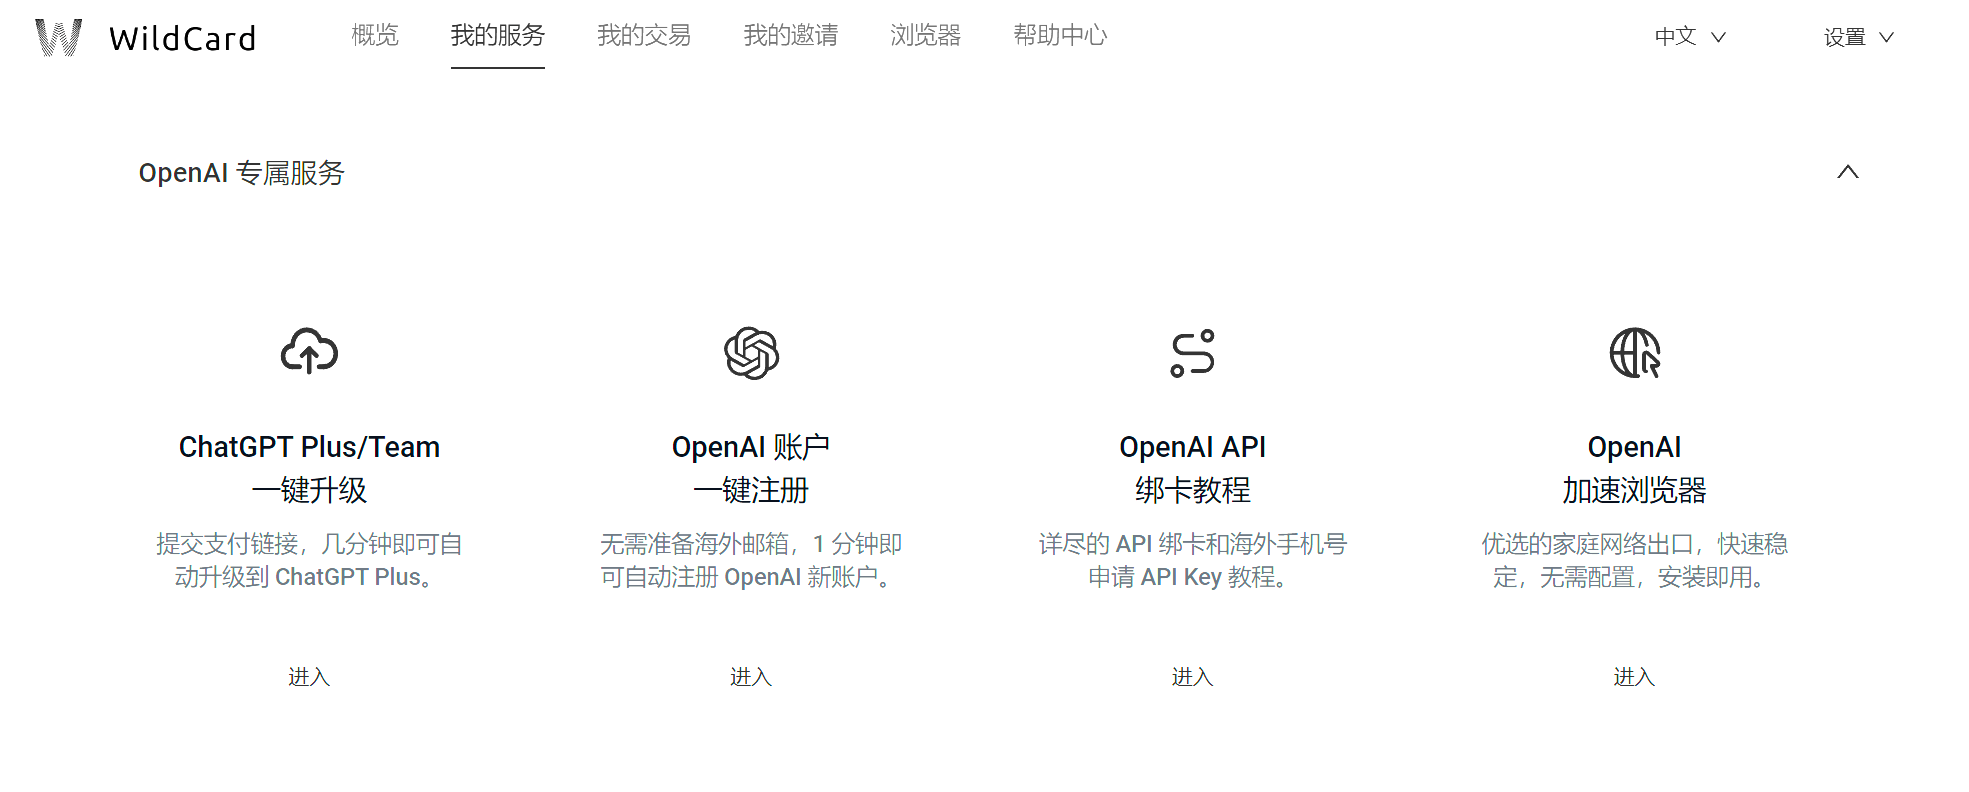 WildCard 概览 我的服务 我的交易 我的邀请 浏览器 帮助中心 中文 设置
OpenAI 专属服务
ChatGPT Plus/Team
一键升级
提交支付链接，几分钟即可自
动升级到 ChatGPT Plus。
进入
OpenAI 账户
一键注册
无需准备海外邮箱，1 分钟即
可自动注册 OpenAI 新账户。
进入
OpenAI API
绑卡教程
详尽的 API 绑卡和海外手机号
申请 API Key 教程。
进入
OpenAI
加速浏览器
优选的家庭网络出口，快速稳
定，无需配置，安装即用。
进入